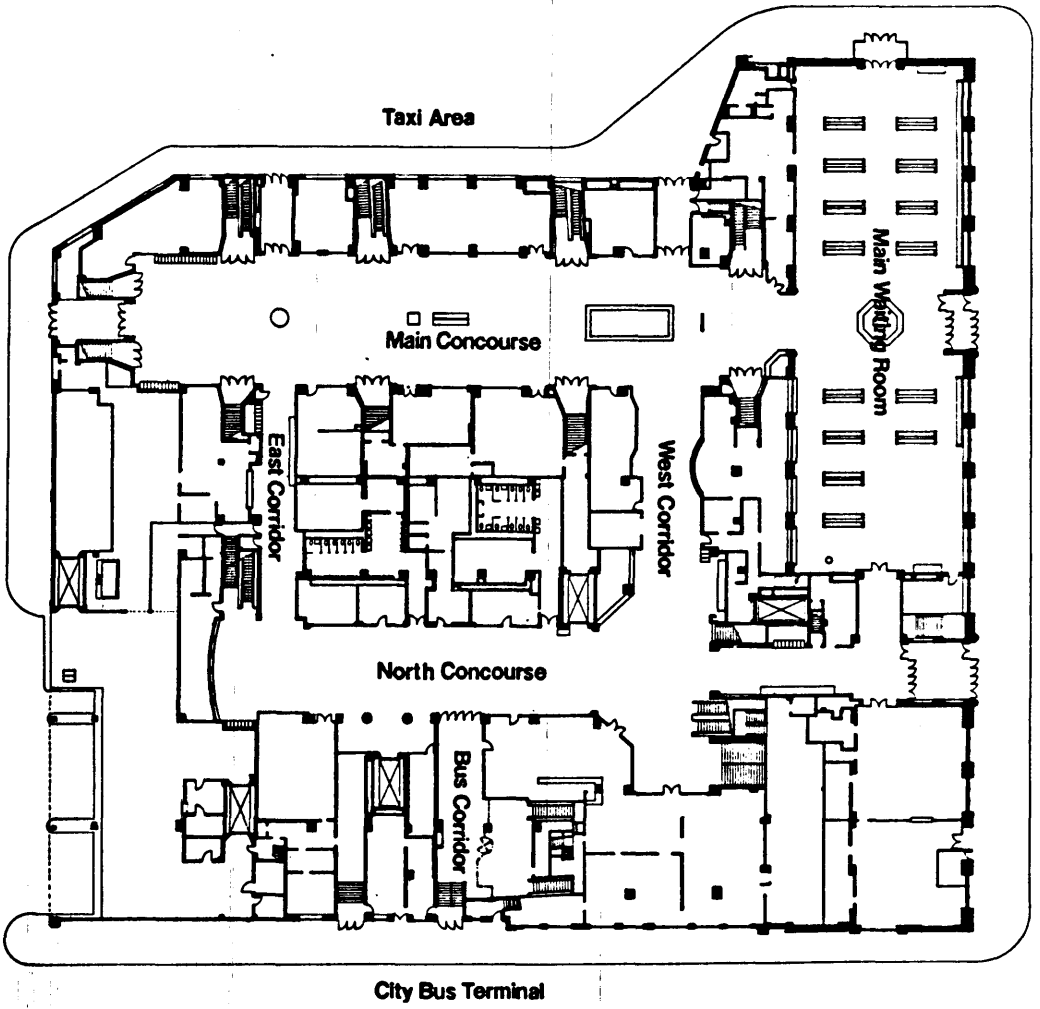 Taxi Area
Main Waiting Room
Main Concourse
East Corridor
West Corridor
North Concourse
Bus Corridor
City Bus Terminal